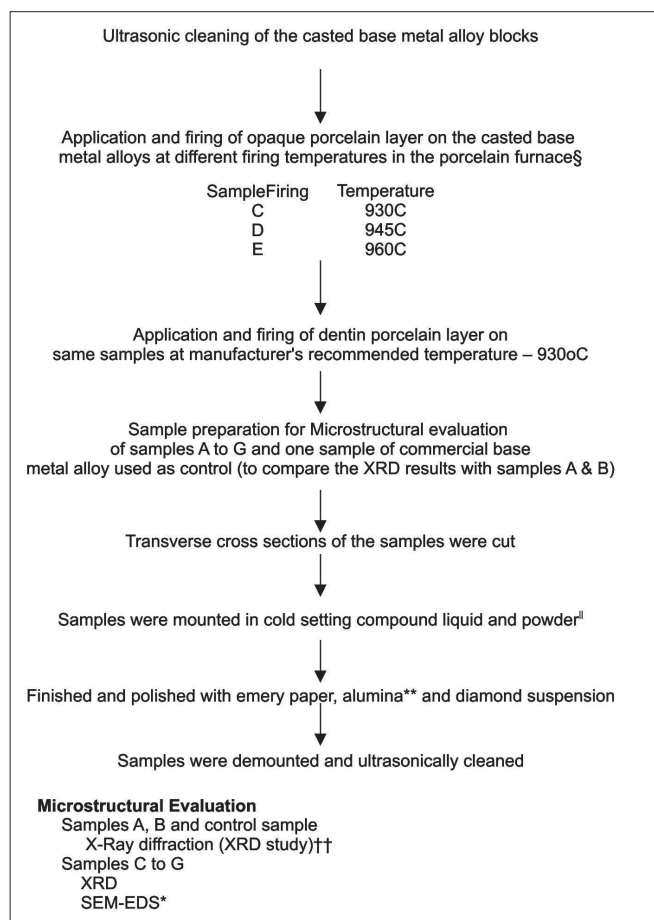 Ultrasonic cleaning of the casted base metal alloy blocks
Application and firing of opaque porcelain layer on the casted base
metal alloys at different firing temperatures in the porcelain furnace§
SampleFiring Temperature
C 930C
D 945C
E 960C
Application and firing of dentin porcelain layer on
same samples at manufacturer's recommended temperature – 930oC
Sample preparation for Microstructural evaluation
of samples A to G and one sample of commercial base
metal alloy used as control (to compare the XRD results with samples A & B)
Transverse cross sections of the samples were cut
Samples were mounted in cold setting compound liquid and powder‖
Finished and polished with emery paper, alumina** and diamond suspension
Samples were demounted and ultrasonically cleaned
Microstructural Evaluation
Samples A, B and control sample
X-Ray diffraction (XRD study)††
Samples C to G
XRD
SEM-EDS*